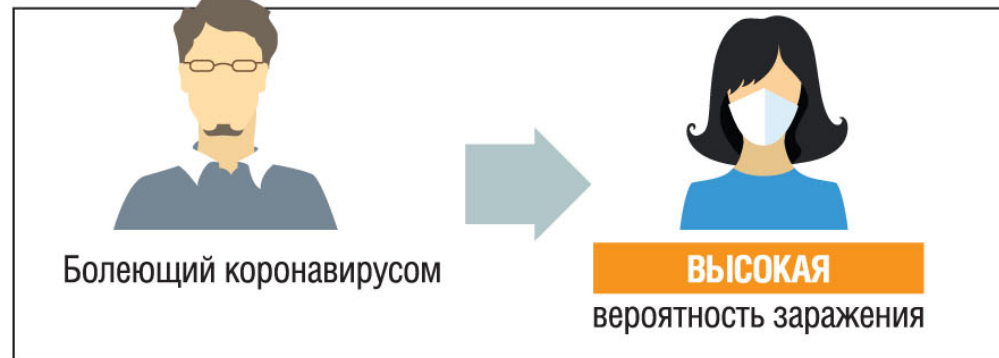 Болеющий коронавирусом
ВЫСОКАЯ
вероятность заражения